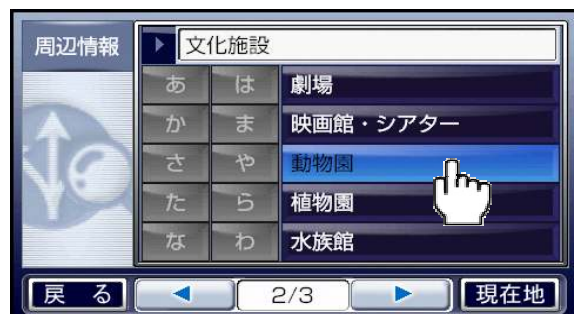 周辺情報
文化施設
あ は 劇場
か ま 映画館・シアター
さ や 動物園
た ら 植物園
な わ 水族館
戻る 2/3 現在地